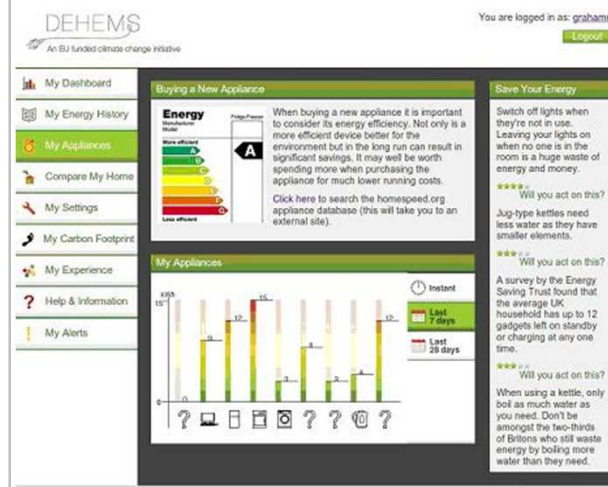 DEHEMS
An EU funded climate change initiative
You are logged in as: grahamr
Logout
My Dashboard
My Energy History
My Appliances
Compare My Home
My Settings
My Carbon Footprint
My Experience
Help & Information
My Alerts
Buying a New Appliance
Energy
Manufacturer
Model
Fridge-Freezer
More efficient
A
B
C
D
E
F
G
Less efficient
A
When buying a new appliance it is important
to consider its energy efficiency. Not only is a
more efficient device better for the
environment but in the long run can result in
significant savings. It may well be worth
spending more when purchasing the
appliance for much lower running costs.
Click here to search the homespeed.org
appliance database (this will take you to an
external site).
My Appliances
kWh
15
0
0
9
12
15
3
8
3
4
12
? ? ? ?
Instant
Last
7 days
Last
28 days
Save Your Energy
Switch off lights when
they're not in use.
Leaving your lights on
when no one is in the
room is a huge waste of
energy and money.
Will you act on this?
Jug-type kettles need
less water as they have
smaller elements.
Will you act on this?
A survey by the Energy
Saving Trust found that
the average UK
household has up to 12
gadgets left on standby
or charging at any one
time.
Will you act on this?
When using a kettle, only
boil as much water as
you need. Don't be
amongst the two-thirds
of Britons who still waste
energy by boiling more
water than they need.